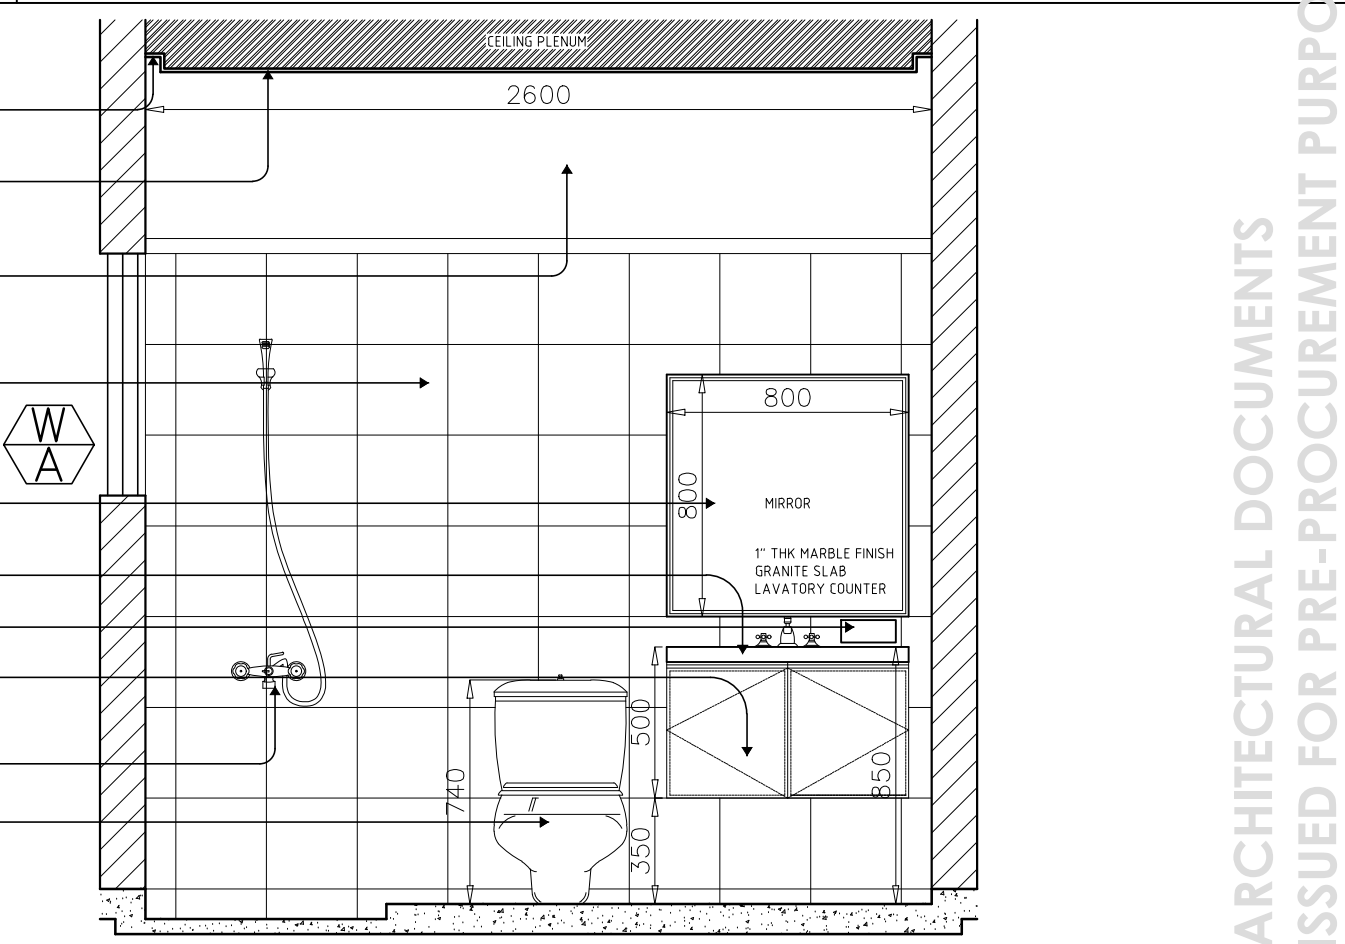 CEILING PLENUM
2600
W
A
800
800
MIRROR
1" THK MARBLE FINISH
GRANITE SLAB
LAVATORY COUNTER
740
500
350
850
ARCHITECTURAL DOCUMENTS
ISSUED FOR PRE-PROCUREMENT PURPO